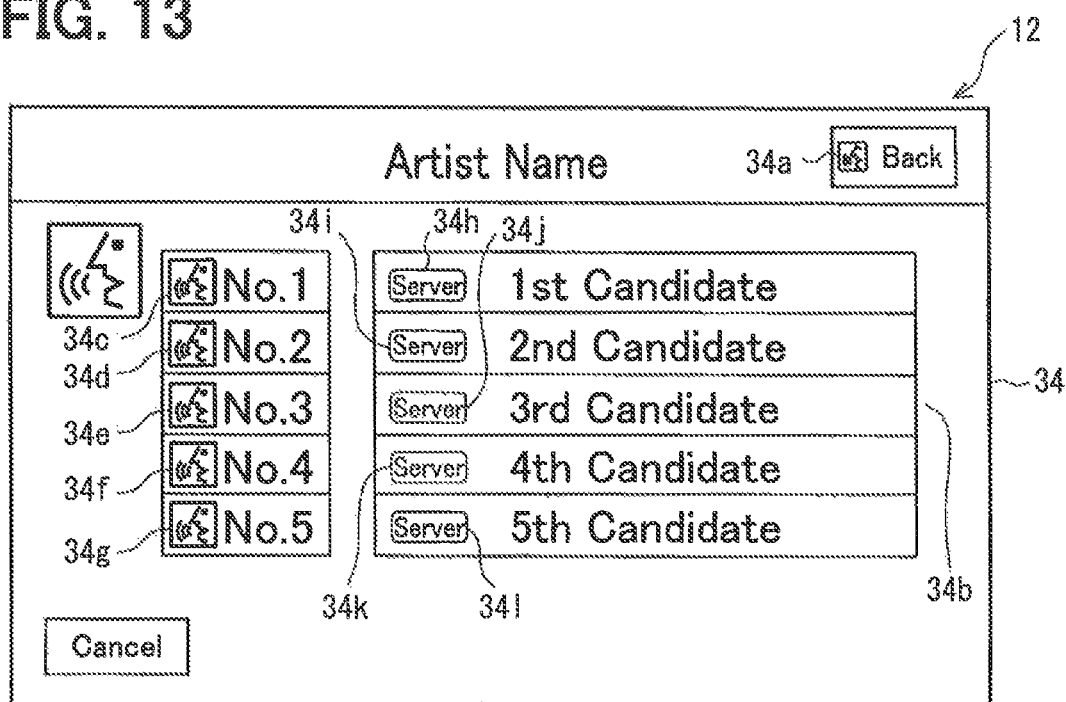 FIG. 13
12
Artist Name
34a
Back
34i
34h
34j
No.1
Server
1st Candidate
34c
No.2
Server
2nd Candidate
34d
34
No.3
Server
3rd Candidate
34e
No.4
Server
4th Candidate
34f
No.5
Server
5th Candidate
34g
34k
34l
34b
Cancel